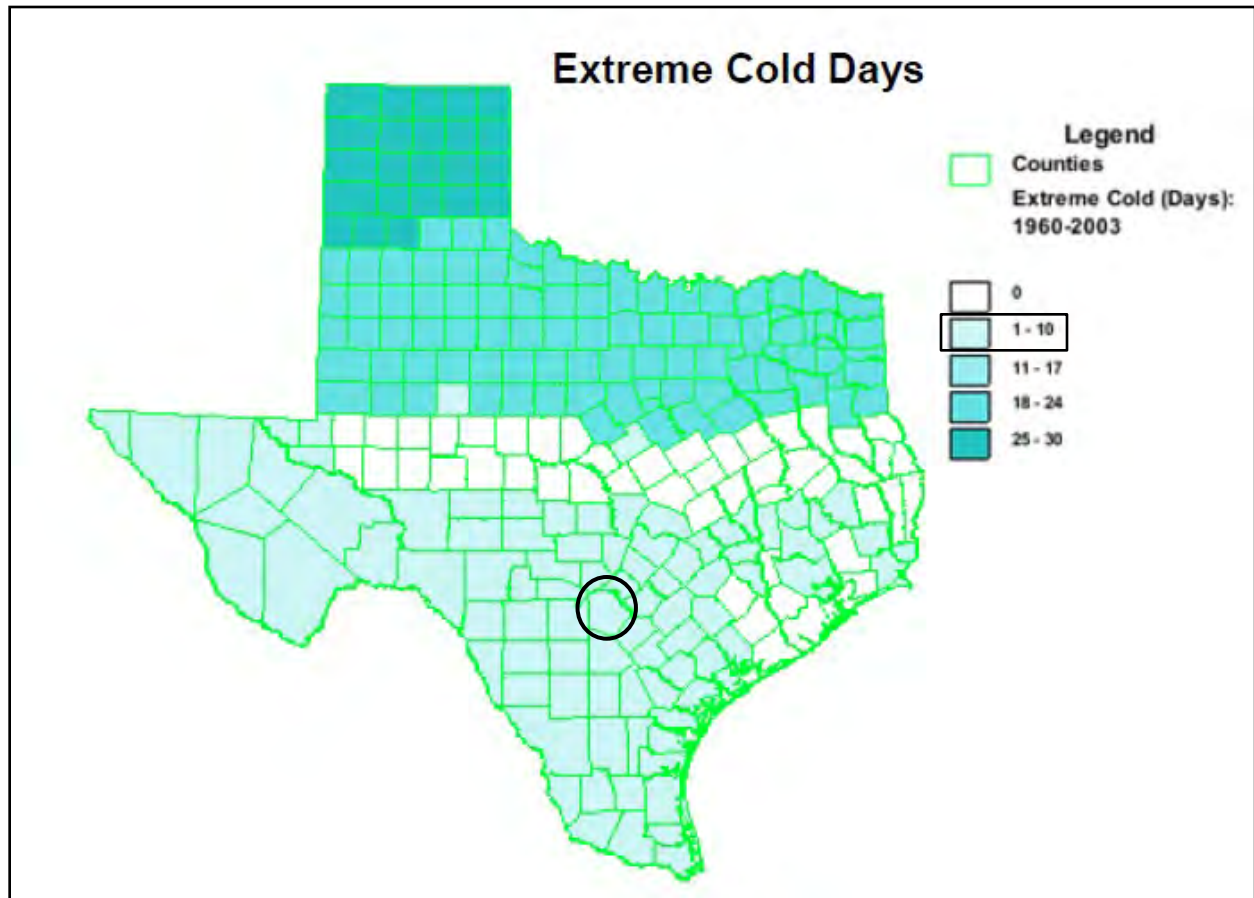 Extreme Cold Days
Legend
Counties
Extreme Cold (Days):
1960-2003
0
1 - 10
11 - 17
18 - 24
25 - 30